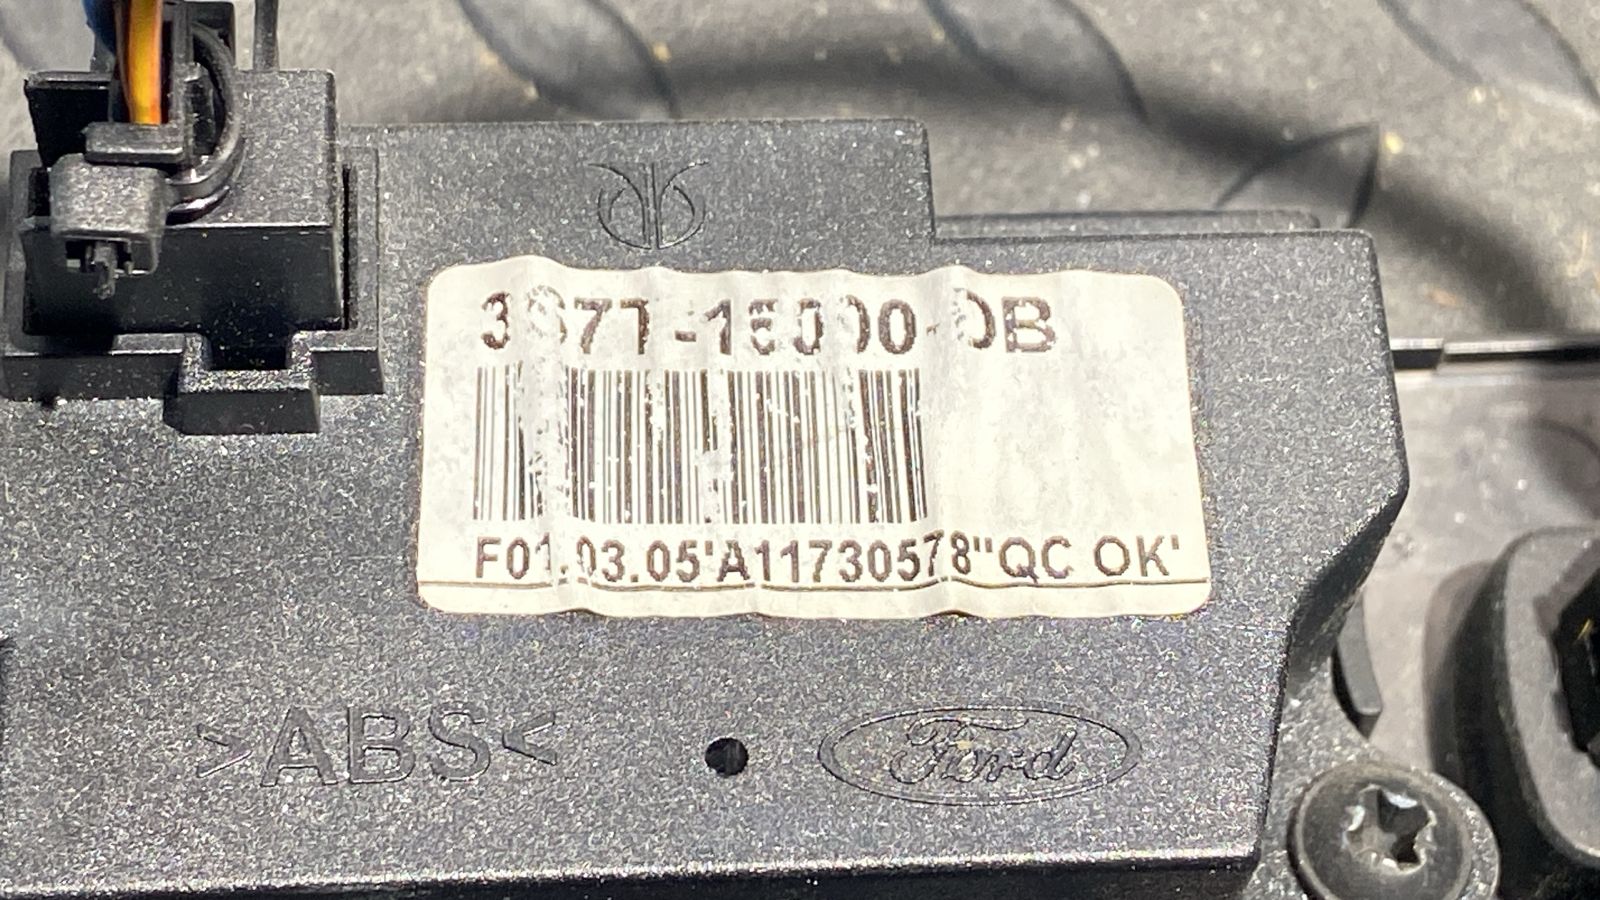 3S7T-15000-DB
F01.03.05'A11730578"QC OK'
>ABS<
Ford